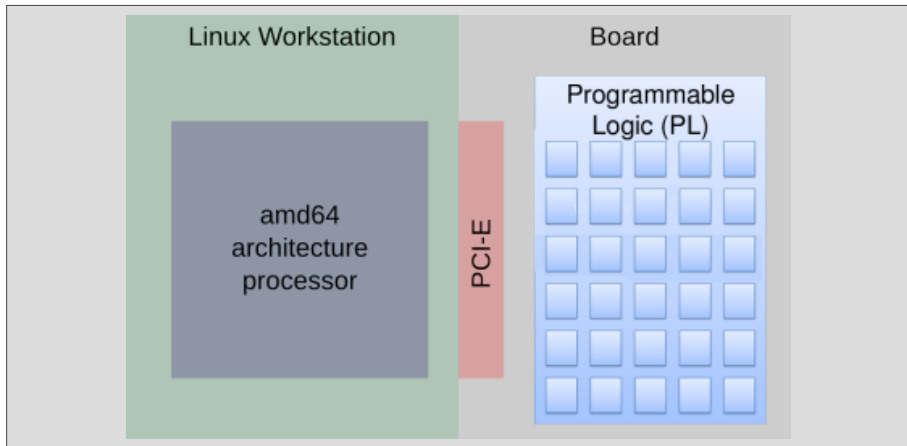 Linux Workstation
Board
Programmable
Logic (PL)
amd64
architecture
processor
PCI-E